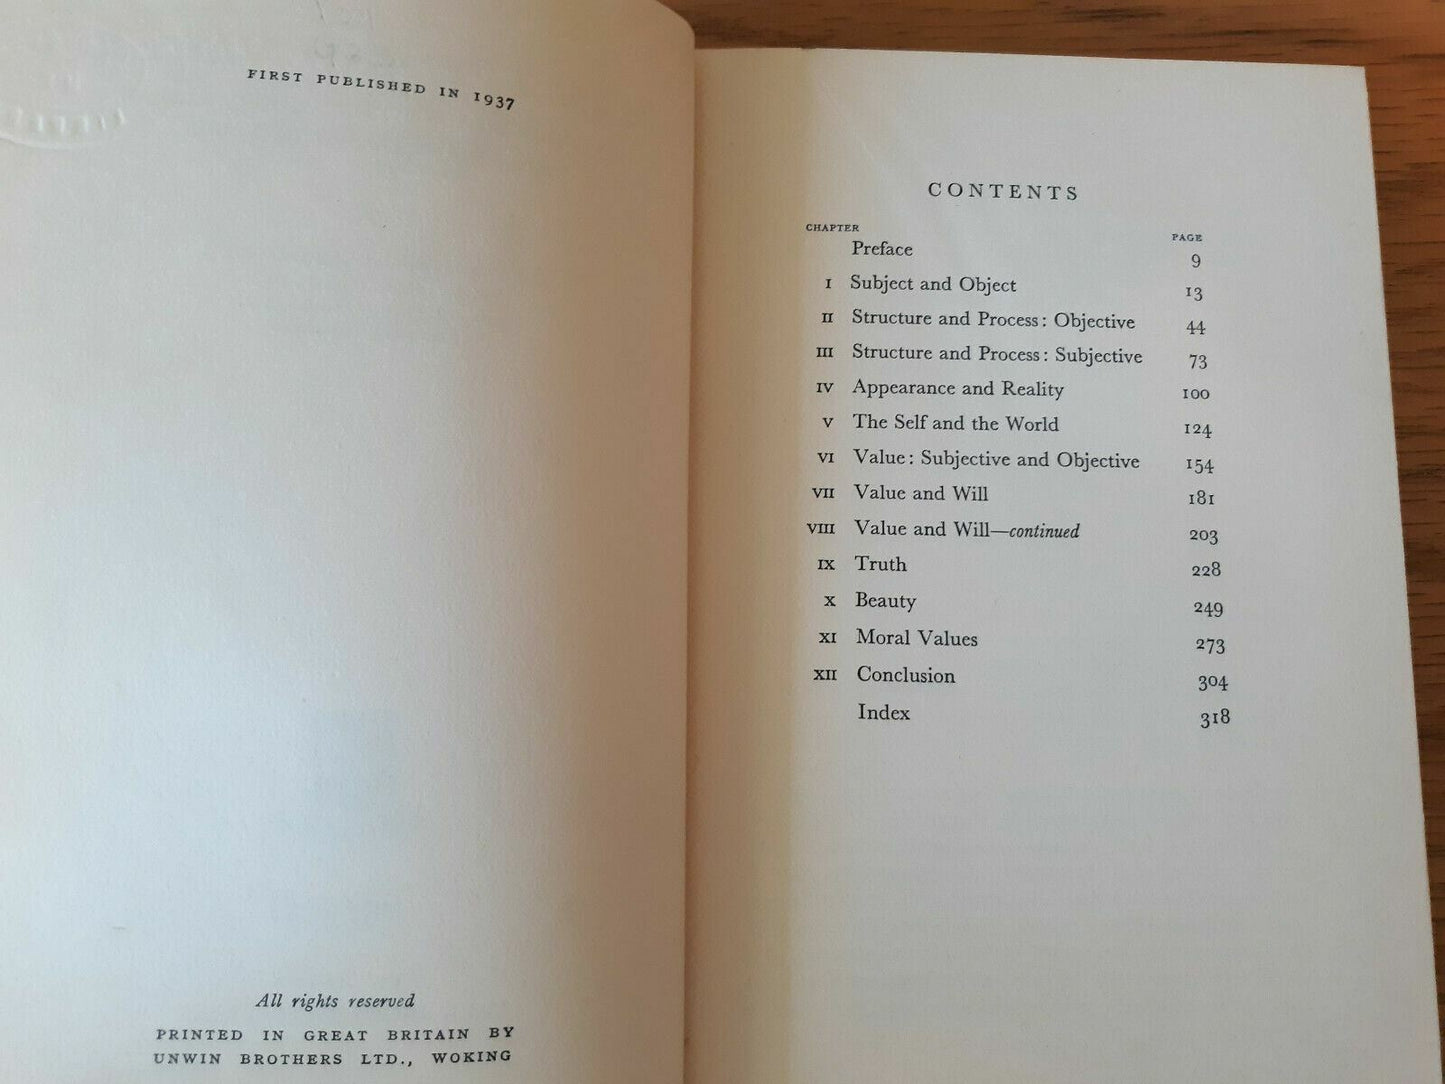 FIRST PUBLISHED IN 1937
All rights reserved
PRINTED IN GREAT BRITAIN BY
UNWIN BROTHERS LTD., WOKING
CONTENTS
CHAPTER PAGE
Preface 9
I Subject and Object 13
II Structure and Process: Objective 44
III Structure and Process: Subjective 73
IV Appearance and Reality 100
V The Self and the World 124
VI Value: Subjective and Objective 154
VII Value and Will 181
VIII Value and Will—continued 203
IX Truth 228
X Beauty 249
XI Moral Values 273
XII Conclusion 304
Index 318